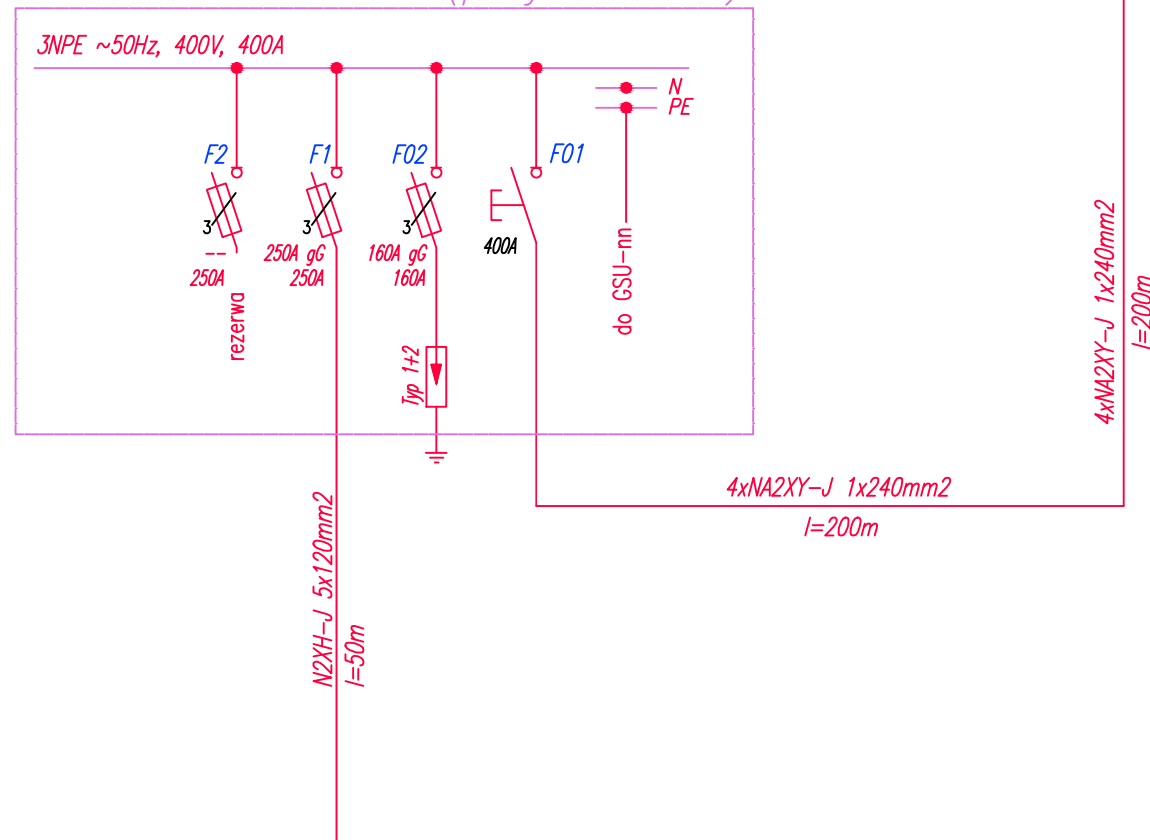 3NPE ~50Hz, 400V, 400A
N
PE
F2
F1
F02
F01
3
3
3
--
250A
250A gG
250A
160A gG
160A
400A
rezerwa
Typ 1+2
do GSU-nn
4xNA2XY-J 1x240mm2
l=200m
4xNA2XY-J 1x240mm2
l=200m
N2XH-J 5x120mm2
l=50m